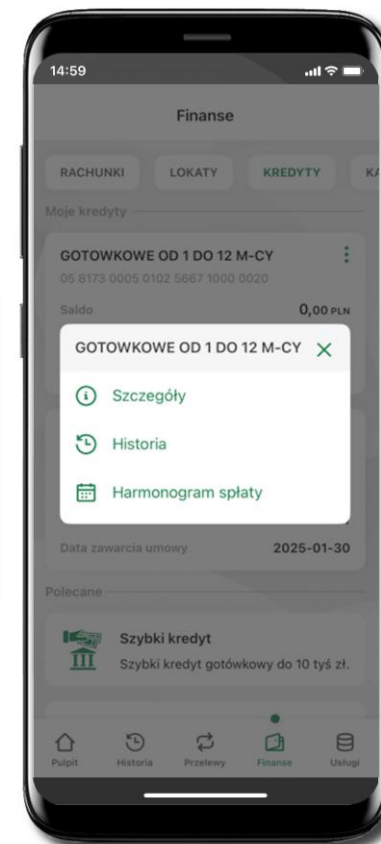 14:59
Finanse
RACHUNKI LOKATY KREDYTY
Moje kredyty
GOTOWKOWE OD 1 DO 12 M-CY
05 8173 0005 0102 5667 1000 0020
Saldo 0,00 PLN
GOTOWKOWE OD 1 DO 12 M-CY
Szczegóły
Historia
Harmonogram spłaty
Data zawarcia umowy 2025-01-30
Polecane
Szybki kredyt
Szybki kredyt gotówkowy do 10 tyś zł.
Pulpit Historia Przelewy Finanse Usługi